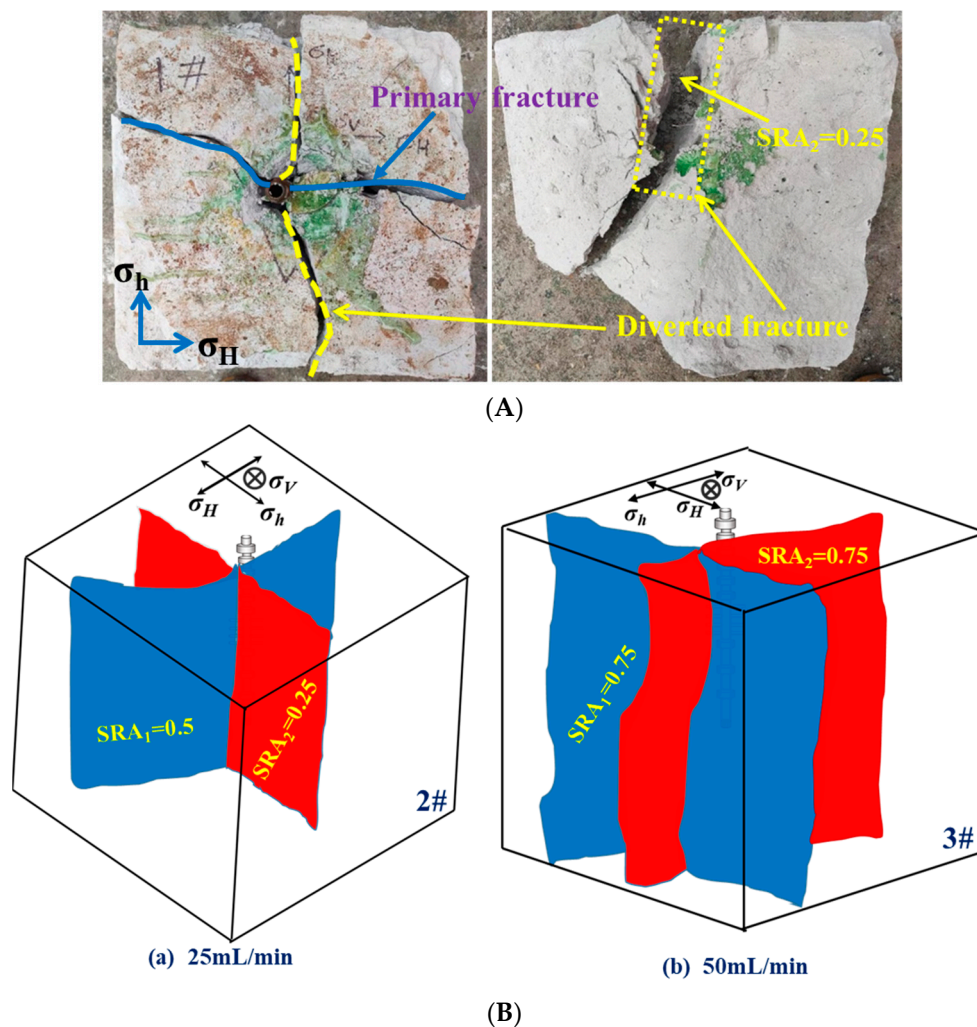 1#
Primary fracture
SRA₂=0.25
σh
σH
Diverted fracture
(A)
σV
σH
σh
SRA₁=0.5
SRA₂=0.25
2#
(a) 25mL/min
σV
σH
σh
SRA₂=0.75
SRA₁=0.75
3#
(b) 50mL/min
(B)